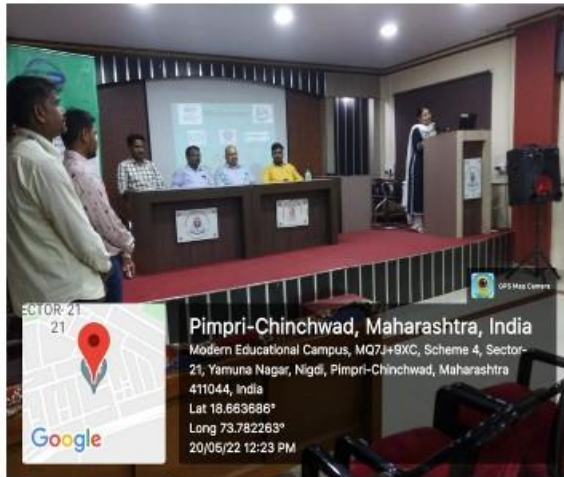 GPS Map Camera
ECTOR-21
21
Google
Pimpri-Chinchwad, Maharashtra, India
Modern Educational Campus, MQ7J+9XC, Scheme 4, Sector-
21, Yamuna Nagar, Nigdi, Pimpri-Chinchwad, Maharashtra
411044, India
Lat 18.663686°
Long 73.782263°
20/05/22 12:23 PM